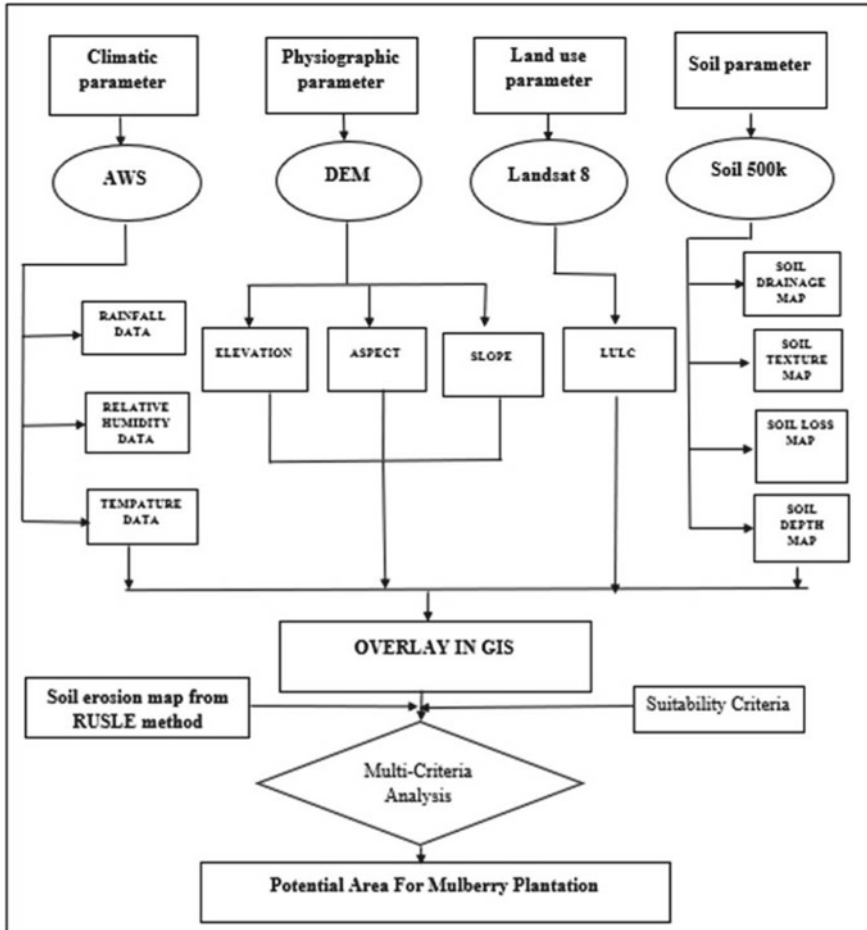 Climatic
parameter
Physiographic
parameter
Land use
parameter
Soil parameter
AWS
DEM
Landsat 8
Soil 500k
RAINFALL
DATA
RELATIVE
HUMIDITY
DATA
TEMPATURE
DATA
ELEVATION
ASPECT
SLOPE
LULC
SOIL
DRAINAGE
MAP
SOIL
TEXTURE
MAP
SOIL LOSS
MAP
SOIL
DEPTH
MAP
OVERLAY IN GIS
Soil erosion map from
RUSLE method
Suitability Criteria
Multi-Criteria
Analysis
Potential Area For Mulberry Plantation